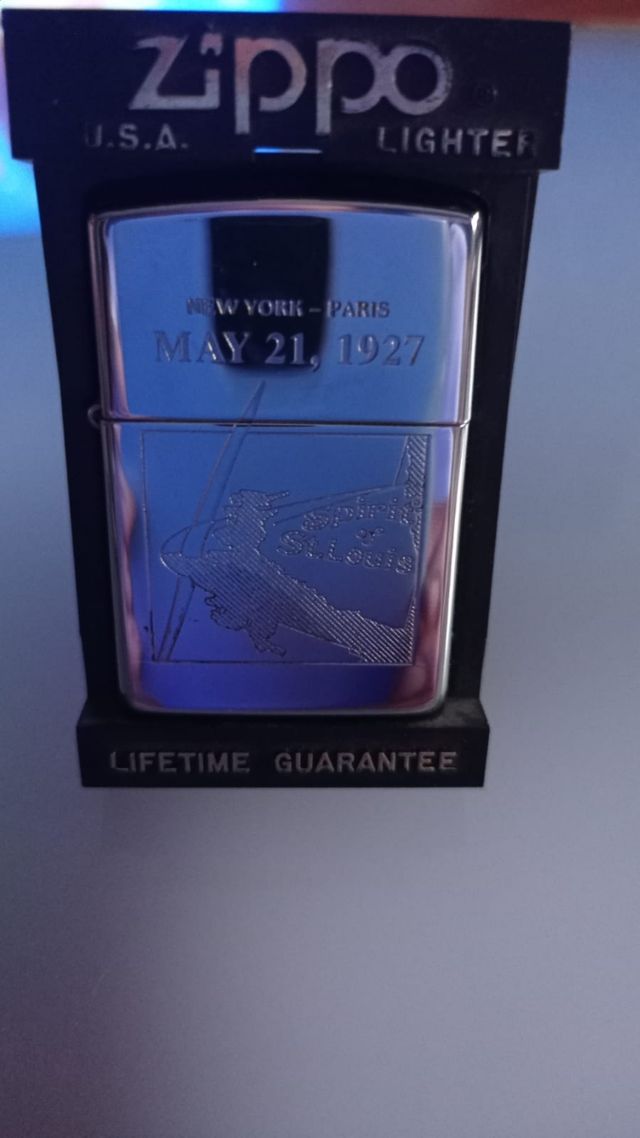 Zippo ®
U.S.A. LIGHTER
NEW YORK – PARIS
MAY 21, 1927
Spirit
of
St. Louis
LIFETIME GUARANTEE